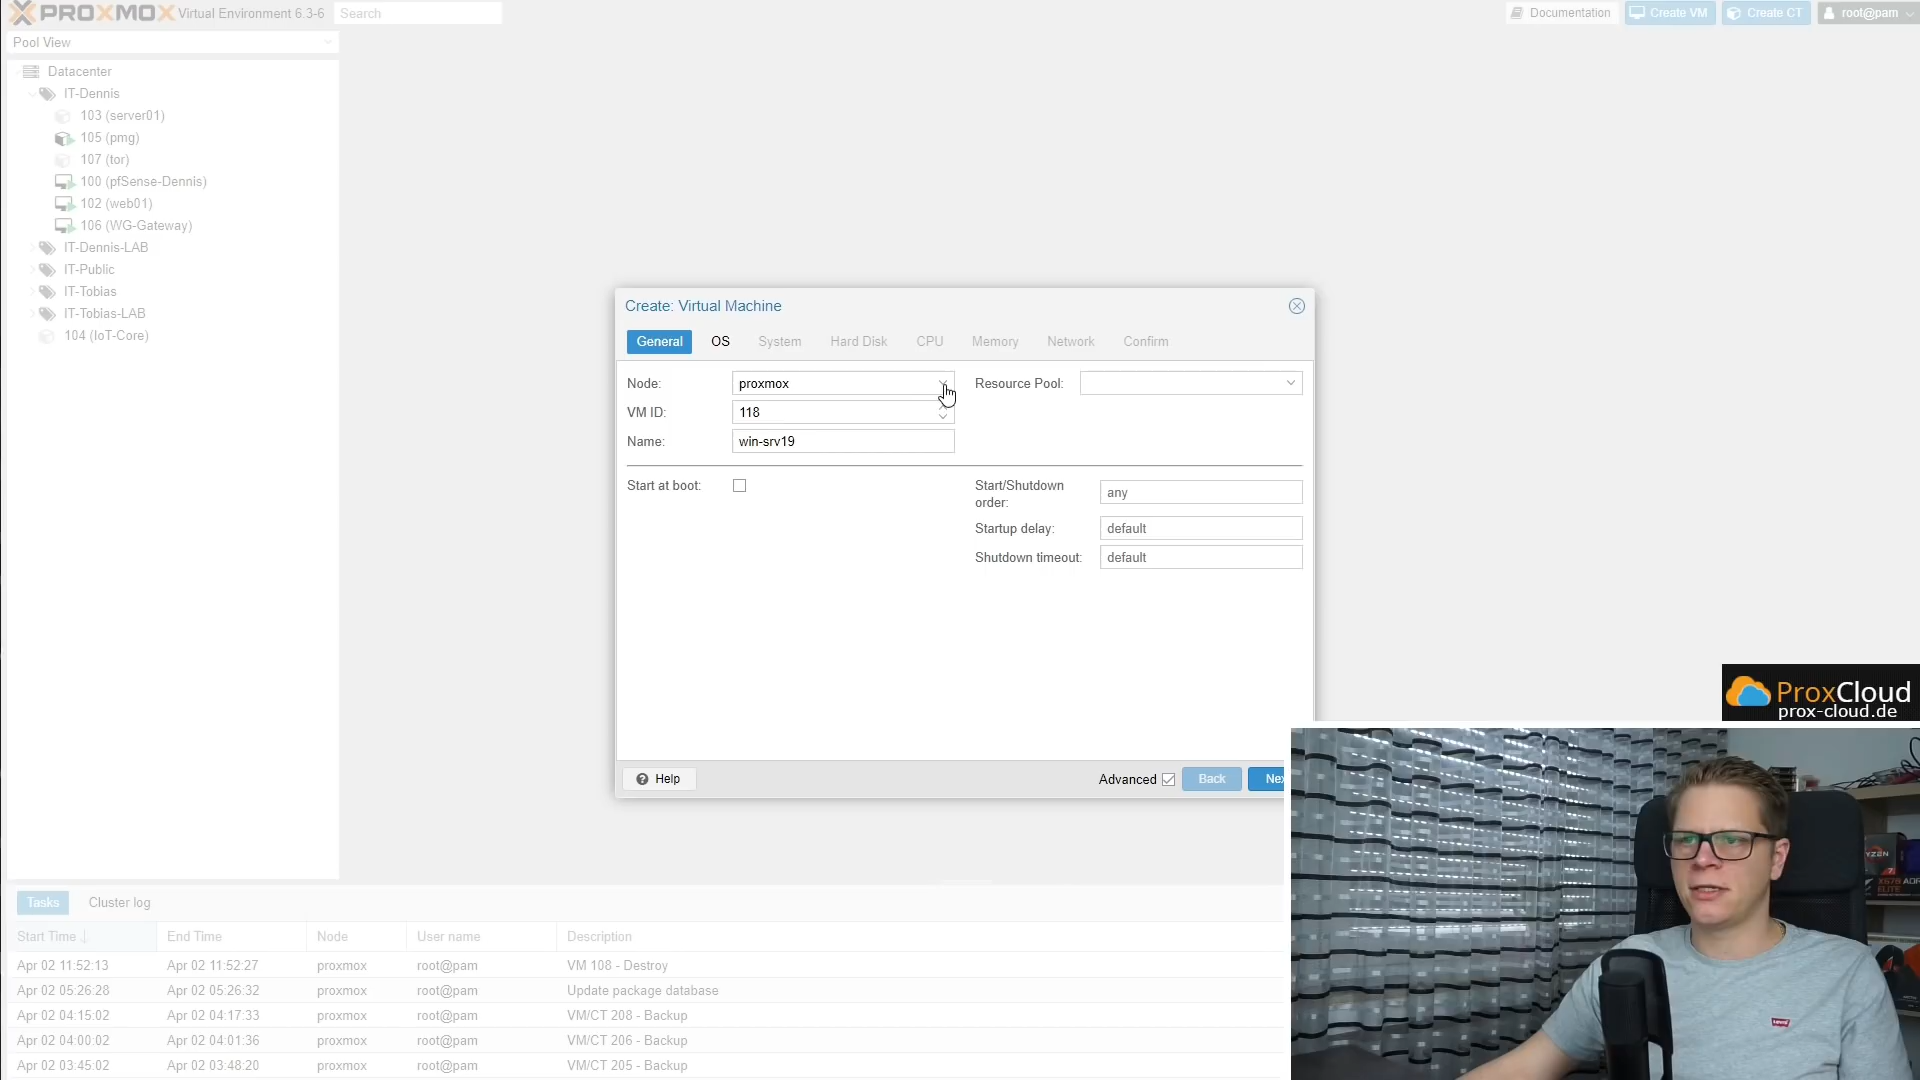 PROXMOX Virtual Environment 6.3-6 Search Documentation Create VM Create CT root@pam
Pool View
Datacenter
IT-Dennis
103 (server01)
105 (pmg)
107 (tor)
100 (pfSense-Dennis)
102 (web01)
106 (WG-Gateway)
IT-Dennis-LAB
IT-Public
IT-Tobias
IT-Tobias-LAB
104 (IoT-Core)
Create: Virtual Machine
General OS System Hard Disk CPU Memory Network Confirm
Node: proxmox Resource Pool:
VM ID: 118
Name: win-srv19
Start at boot: Start/Shutdown order: any
Startup delay: default
Shutdown timeout: default
Help Advanced Back Nex
ProxCloud
prox-cloud.de
Tasks Cluster log
Start Time End Time Node User name Description
Apr 02 11:52:13 Apr 02 11:52:27 proxmox root@pam VM 108 - Destroy
Apr 02 05:26:28 Apr 02 05:26:32 proxmox root@pam Update package database
Apr 02 04:15:02 Apr 02 04:17:33 proxmox root@pam VM/CT 208 - Backup
Apr 02 04:00:02 Apr 02 04:01:36 proxmox root@pam VM/CT 206 - Backup
Apr 02 03:45:02 Apr 02 03:48:20 proxmox root@pam VM/CT 205 - Backup